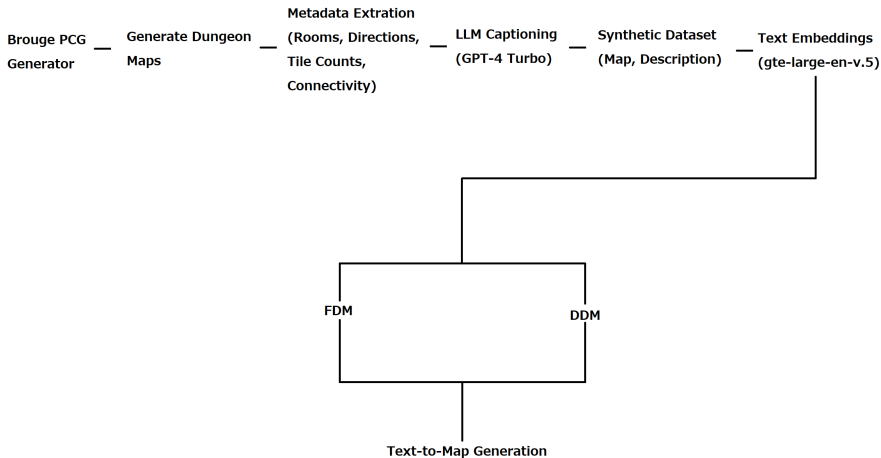 Brouge PCG
Generator
Generate Dungeon
Maps
Metadata Extration
(Rooms, Directions,
Tile Counts,
Connectivity)
LLM Captioning
(GPT-4 Turbo)
Synthetic Dataset
(Map, Description)
Text Embeddings
(gte-large-en-v.5)
FDM
DDM
Text-to-Map Generation